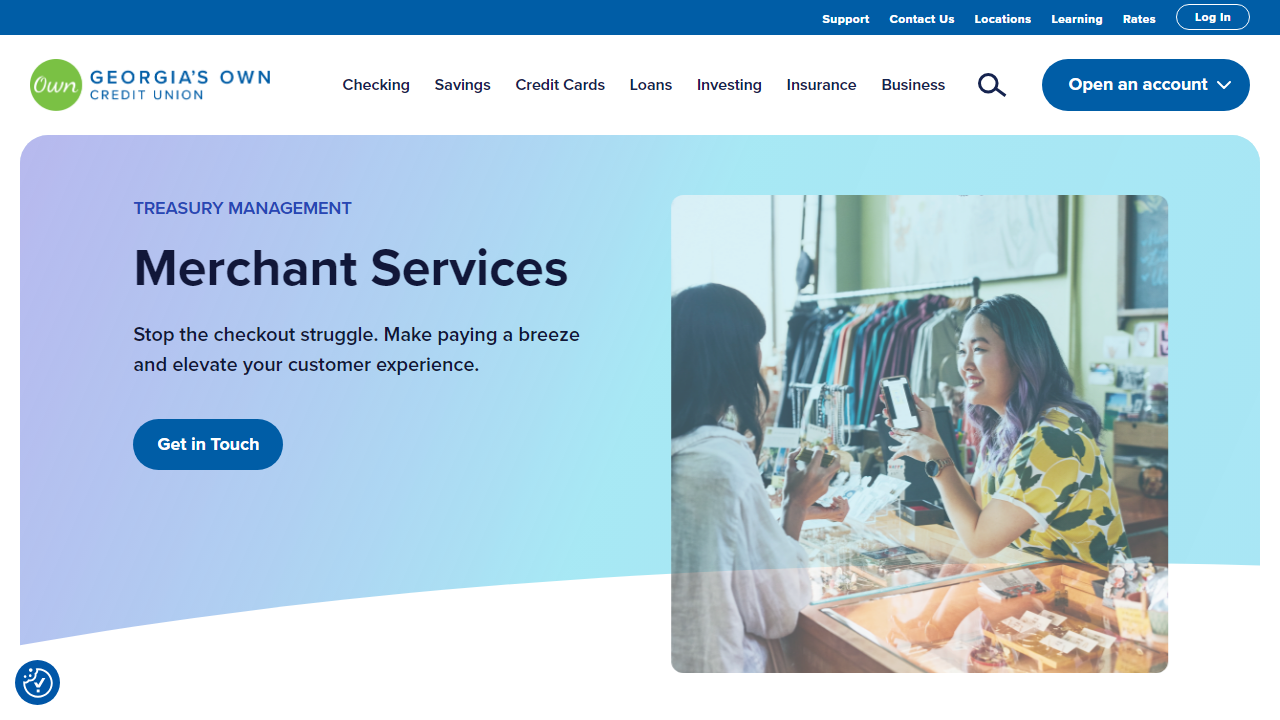 Support Contact Us Locations Learning Rates Log In
Own GEORGIA'S OWN
CREDIT UNION
Checking Savings Credit Cards Loans Investing Insurance Business Open an account
TREASURY MANAGEMENT
Merchant Services
Stop the checkout struggle. Make paying a breeze
and elevate your customer experience.
Get in Touch